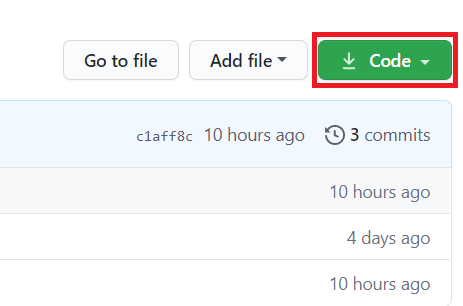 Go to file Add file Code
c1aff8c 10 hours ago 3 commits
10 hours ago
4 days ago
10 hours ago